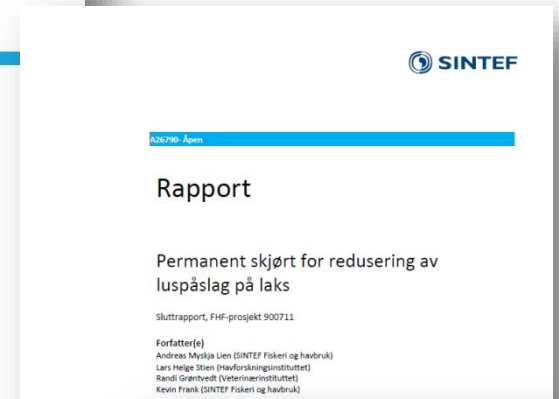 SINTEF
A26790- Åpen
Rapport
Permanent skjørt for redusering av
luspåslag på laks
Sluttrapport, FHF-prosjekt 900711
Forfatter(e)
Andreas Myskja Lien (SINTEF Fiskeri og havbruk)
Lars Helge Stien (Havforskningsinstituttet)
Randi Grøntvedt (Veterinærinstituttet)
Kevin Frank (SINTEF Fiskeri og havbruk)